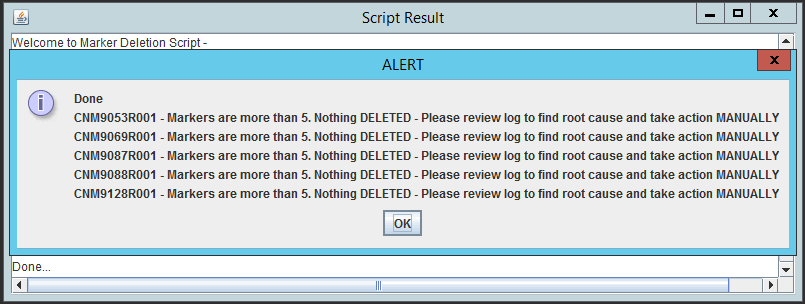 Script Result
Welcome to Marker Deletion Script -
ALERT
Done
CNM9053R001 - Markers are more than 5. Nothing DELETED - Please review log to find root cause and take action MANUALLY
CNM9069R001 - Markers are more than 5. Nothing DELETED - Please review log to find root cause and take action MANUALLY
CNM9087R001 - Markers are more than 5. Nothing DELETED - Please review log to find root cause and take action MANUALLY
CNM9088R001 - Markers are more than 5. Nothing DELETED - Please review log to find root cause and take action MANUALLY
CNM9128R001 - Markers are more than 5. Nothing DELETED - Please review log to find root cause and take action MANUALLY
OK
Done...